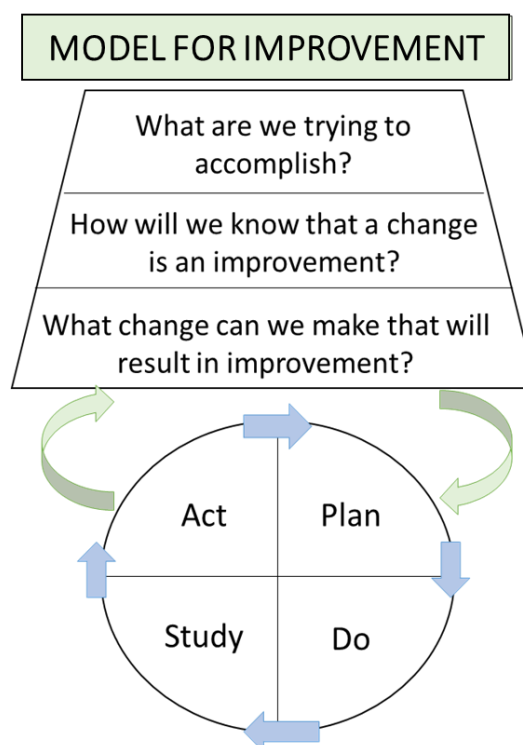 MODEL FOR IMPROVEMENT
What are we trying to
accomplish?
How will we know that a change
is an improvement?
What change can we make that will
result in improvement?
Act
Plan
Study
Do